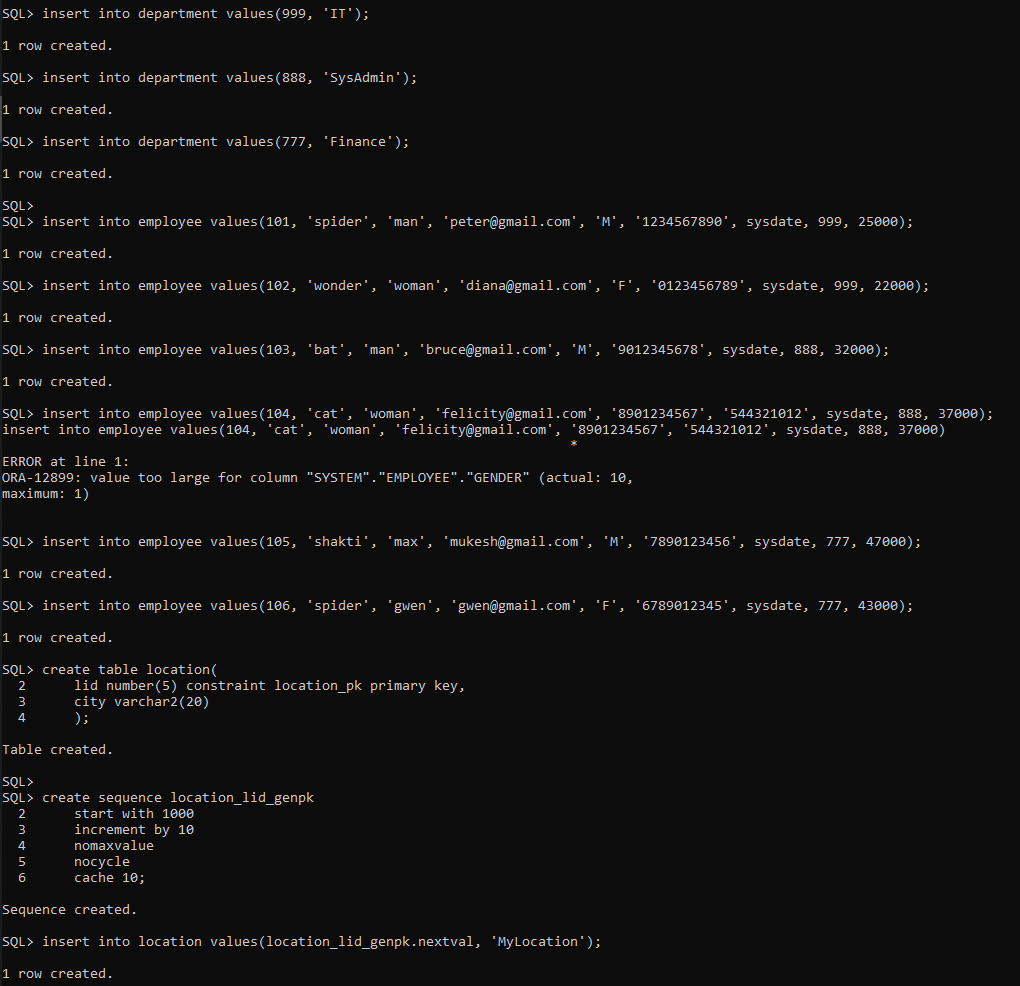 SQL> insert into department values(999, 'IT');
1 row created.
SQL> insert into department values(888, 'SysAdmin');
1 row created.
SQL> insert into department values(777, 'Finance');
1 row created.
SQL>
SQL> insert into employee values(101, 'spider', 'man', 'peter@gmail.com', 'M', '1234567890', sysdate, 999, 25000);
1 row created.
SQL> insert into employee values(102, 'wonder', 'woman', 'diana@gmail.com', 'F', '0123456789', sysdate, 999, 22000);
1 row created.
SQL> insert into employee values(103, 'bat', 'man', 'bruce@gmail.com', 'M', '9012345678', sysdate, 888, 32000);
1 row created.
SQL> insert into employee values(104, 'cat', 'woman', 'felicity@gmail.com', '8901234567', '544321012', sysdate, 888, 37000);
insert into employee values(104, 'cat', 'woman', 'felicity@gmail.com', '8901234567', '544321012', sysdate, 888, 37000)
*
ERROR at line 1:
ORA-12899: value too large for column "SYSTEM"."EMPLOYEE"."GENDER" (actual: 10,
maximum: 1)
SQL> insert into employee values(105, 'shakti', 'max', 'mukesh@gmail.com', 'M', '7890123456', sysdate, 777, 47000);
1 row created.
SQL> insert into employee values(106, 'spider', 'gwen', 'gwen@gmail.com', 'F', '6789012345', sysdate, 777, 43000);
1 row created.
SQL> create table location(
2 lid number(5) constraint location_pk primary key,
3 city varchar2(20)
4 );
Table created.
SQL>
SQL> create sequence location_lid_genpk
2 start with 1000
3 increment by 10
4 nomaxvalue
5 nocycle
6 cache 10;
Sequence created.
SQL> insert into location values(location_lid_genpk.nextval, 'MyLocation');
1 row created.